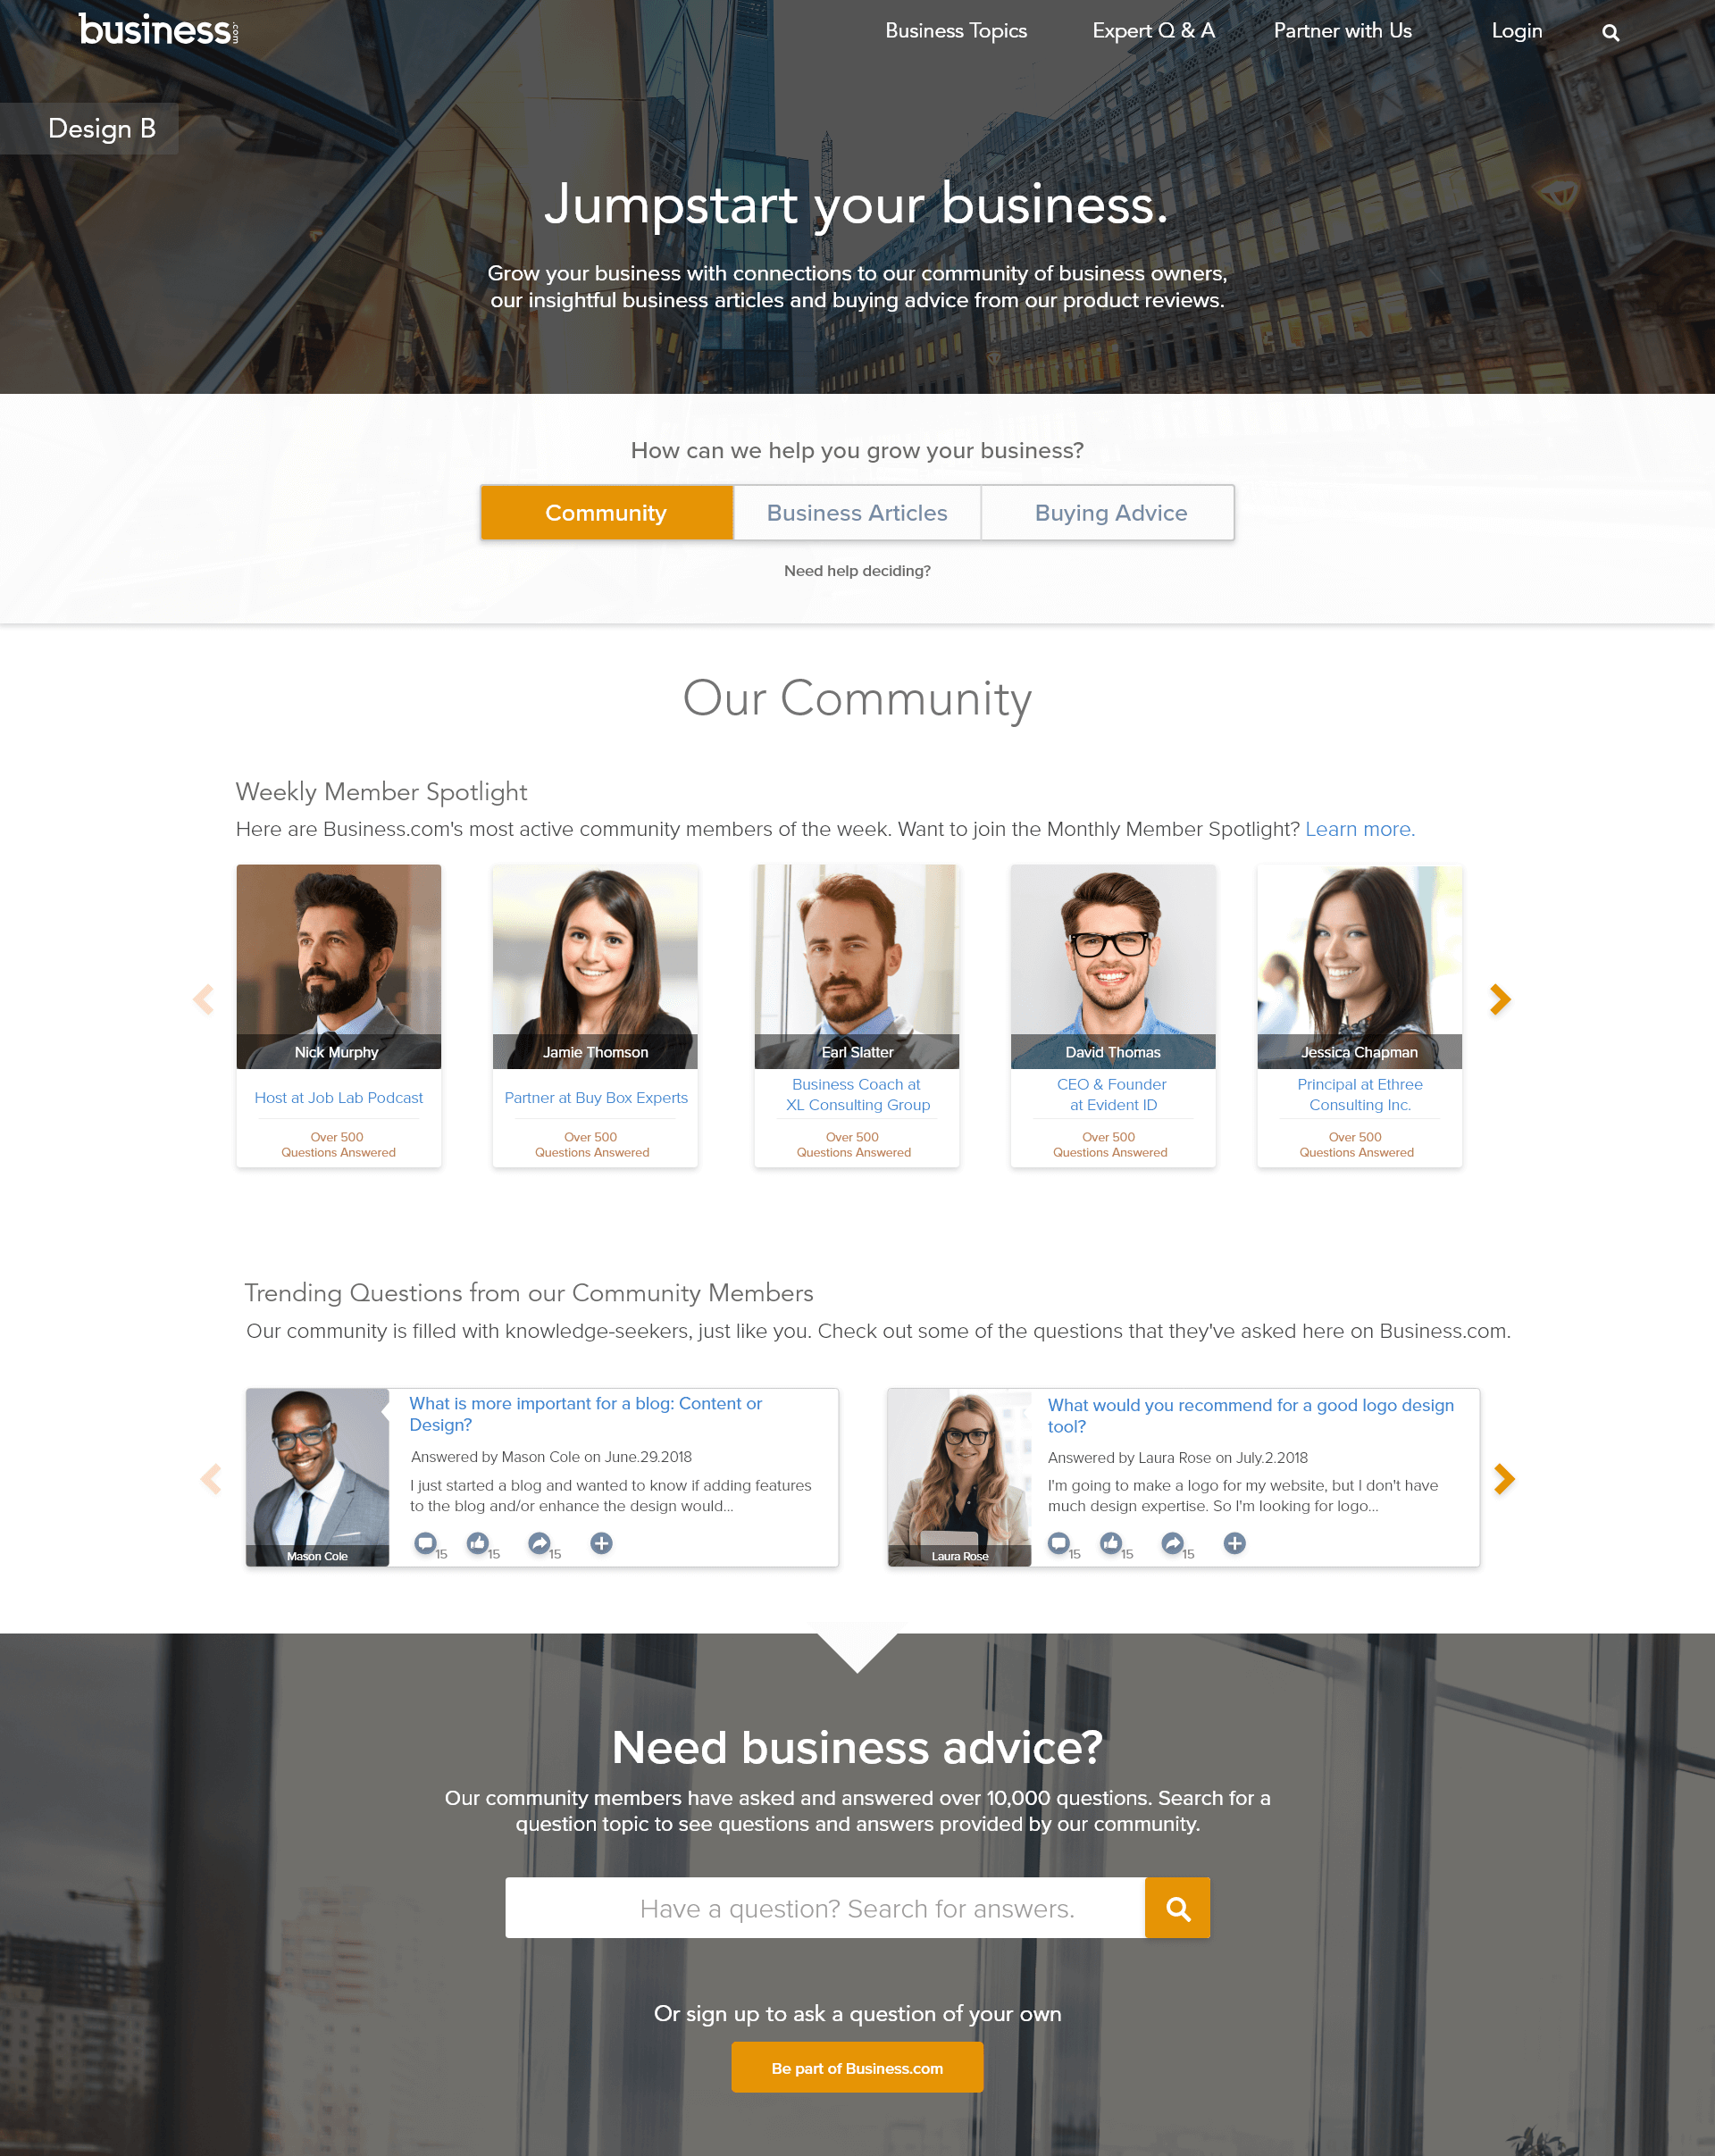 business.com
Business Topics
Expert Q & A
Partner with Us
Login
Design B
Jumpstart your business.
Grow your business with connections to our community of business owners,
our insightful business articles and buying advice from our product reviews.
How can we help you grow your business?
Community
Business Articles
Buying Advice
Need help deciding?
Our Community
Weekly Member Spotlight
Here are Business.com's most active community members of the week. Want to join the Monthly Member Spotlight? Learn more.
Nick Murphy
Host at Job Lab Podcast
Over 500
Questions Answered
Jamie Thomson
Partner at Buy Box Experts
Over 500
Questions Answered
Earl Slatter
Business Coach at
XL Consulting Group
Over 500
Questions Answered
David Thomas
CEO & Founder
at Evident ID
Over 500
Questions Answered
Jessica Chapman
Principal at Ethree
Consulting Inc.
Over 500
Questions Answered
Trending Questions from our Community Members
Our community is filled with knowledge-seekers, just like you. Check out some of the questions that they've asked here on Business.com.
Mason Cole
What is more important for a blog: Content or
Design?
Answered by Mason Cole on June.29.2018
I just started a blog and wanted to know if adding features
to the blog and/or enhance the design would...
15
15
15
Laura Rose
What would you recommend for a good logo design
tool?
Answered by Laura Rose on July.2.2018
I'm going to make a logo for my website, but I don't have
much design expertise. So I'm looking for logo...
15
15
15
Need business advice?
Our community members have asked and answered over 10,000 questions. Search for a
question topic to see questions and answers provided by our community.
Have a question? Search for answers.
Or sign up to ask a question of your own
Be part of Business.com